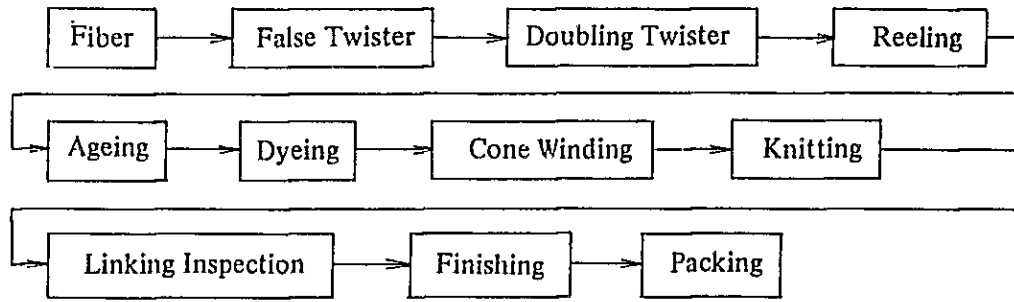 Fiber False Twister Doubling Twister Reeling
Ageing Dyeing Cone Winding Knitting
Linking Inspection Finishing Packing